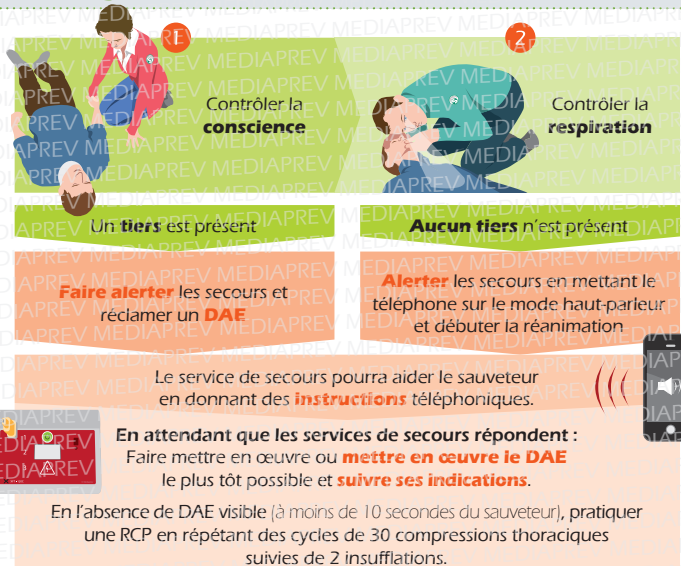 1
Contrôler la
conscience
2
Contrôler la
respiration
Un tiers est présent
Aucun tiers n'est présent
Faire alerter les secours et
réclamer un DAE
Alerter les secours en mettant le
téléphone sur le mode haut-parleur
et débuter la réanimation
Le service de secours pourra aider le sauveteur
en donnant des instructions téléphoniques.
En attendant que les services de secours répondent :
Faire mettre en œuvre ou mettre en œuvre le DAE
le plus tôt possible et suivre ses indications.
En l'absence de DAE visible (à moins de 10 secondes du sauveteur), pratiquer
une RCP en répétant des cycles de 30 compressions thoraciques
suivies de 2 insufflations.
MEDIAPREV